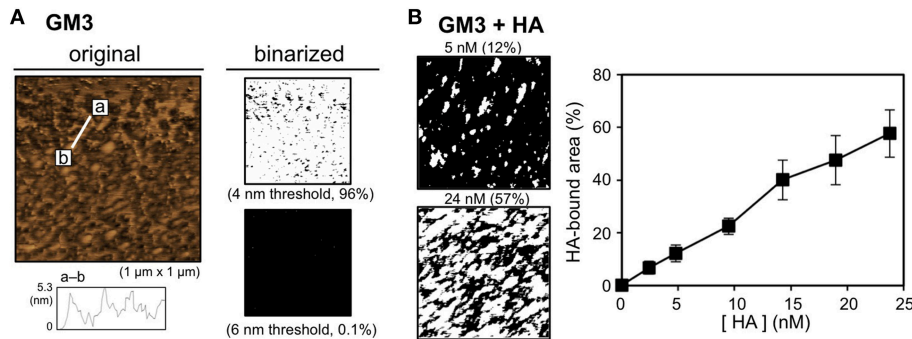 A
GM3
original
binarized
a
b
(1 µm x 1 µm)
a–b
5.3
(nm)
0
(4 nm threshold, 96%)
(6 nm threshold, 0.1%)
B
GM3 + HA
5 nM (12%)
24 nM (57%)
HA-bound area (%)
80
60
40
20
0
0 5 10 15 20 25
[ HA ] (nM)